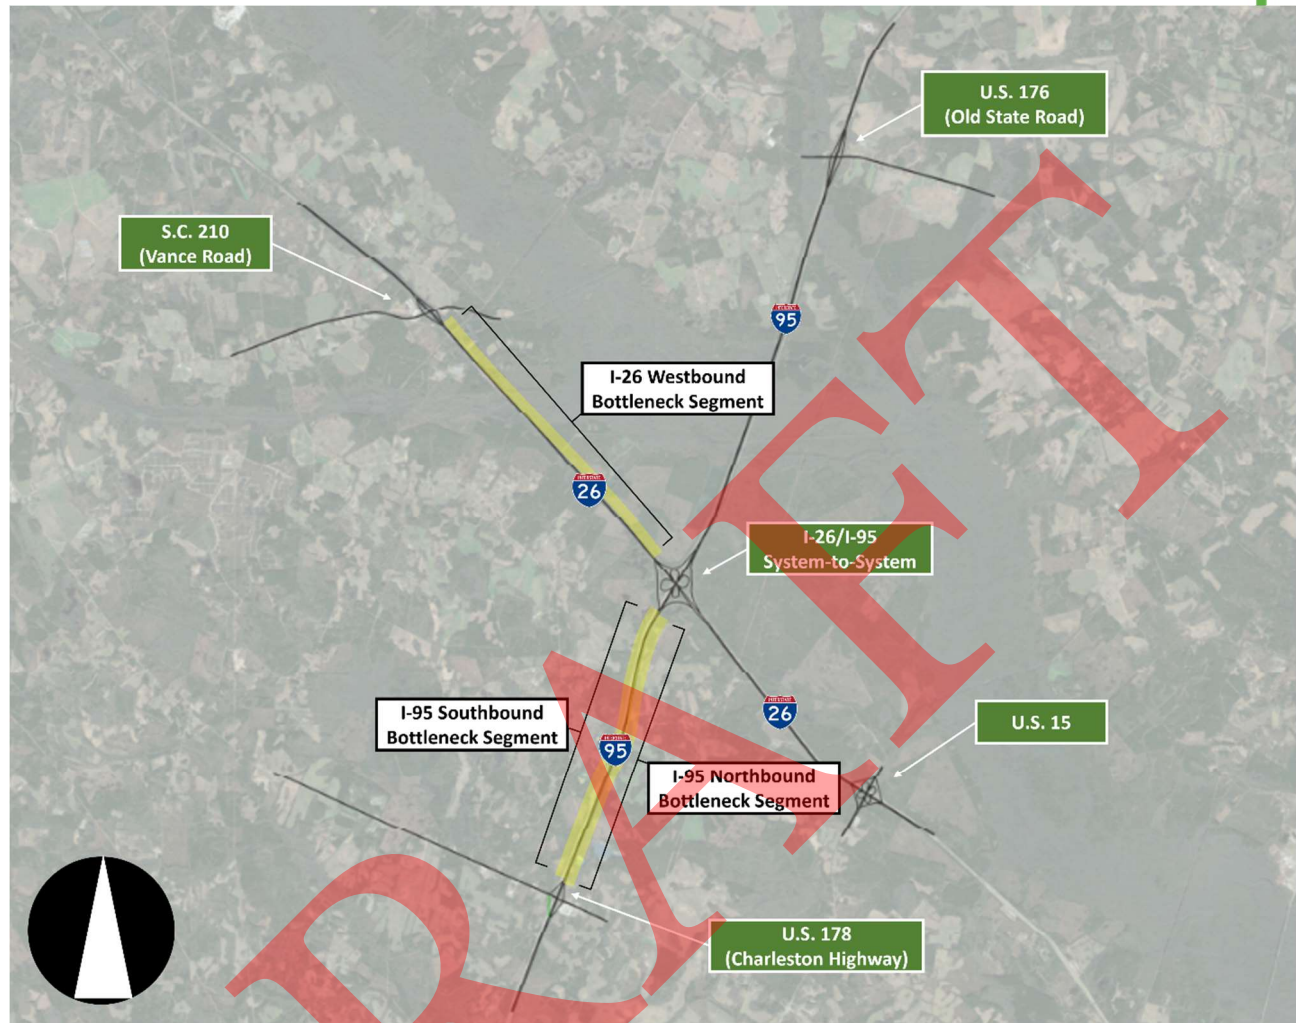 U.S. 176
(Old State Road)
S.C. 210
(Vance Road)
95
I-26 Westbound
Bottleneck Segment
26
I-26/I-95
System-to-System
I-95 Southbound
Bottleneck Segment
26
U.S. 15
95
I-95 Northbound
Bottleneck Segment
U.S. 178
(Charleston Highway)
RAFT